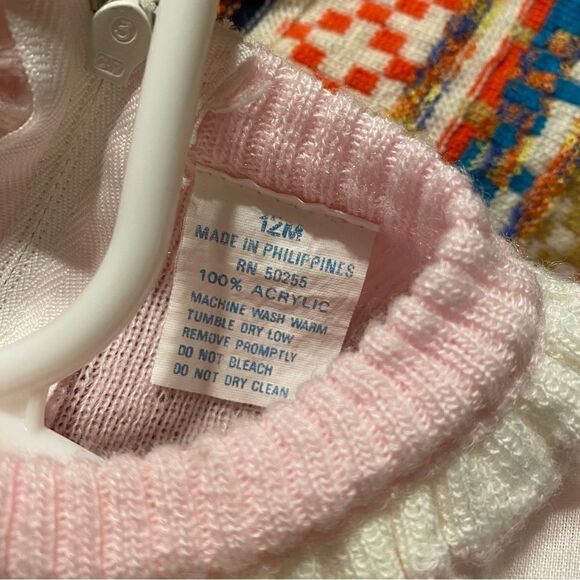 12M
MADE IN PHILIPPINES
RN 50255
100% ACRYLIC
MACHINE WASH WARM
TUMBLE DRY LOW
REMOVE PROMPTLY
DO NOT BLEACH
DO NOT DRY CLEAN